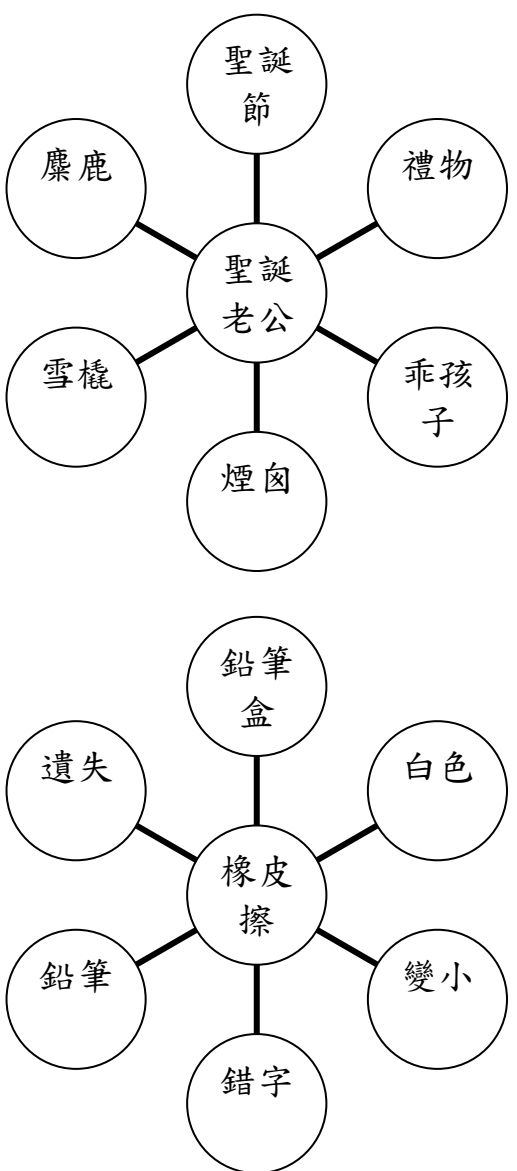 聖誕
節
麋鹿
禮物
聖誕
老公
雪橇
乖孩
子
煙囪
鉛筆
盒
遺失
白色
橡皮
擦
鉛筆
變小
錯字